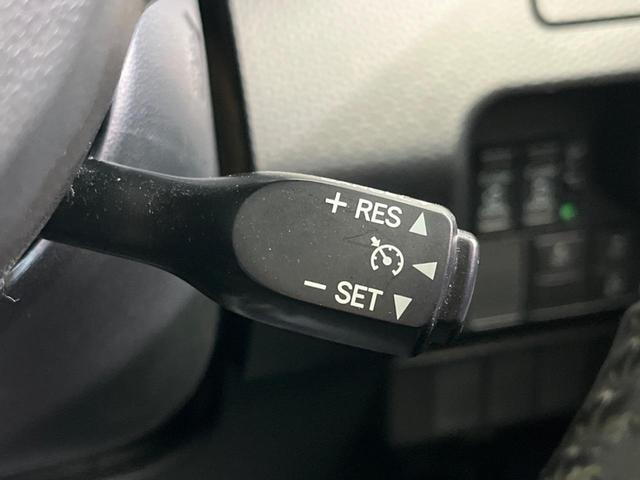 + RES
- SET